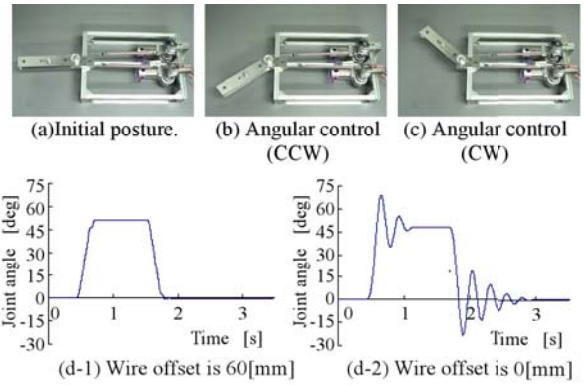 (a)Initial posture.
(b) Angular control
(CCW)
(c) Angular control
(CW)
Joint angle [deg]
75
60
45
30
15
0
-15
-30
1
2
3
Time [s]
(d-1) Wire offset is 60[mm]
Joint angle [deg]
75
60
45
30
15
0
-15
-30
0
1
2
3
Time [s]
(d-2) Wire offset is 0[mm]